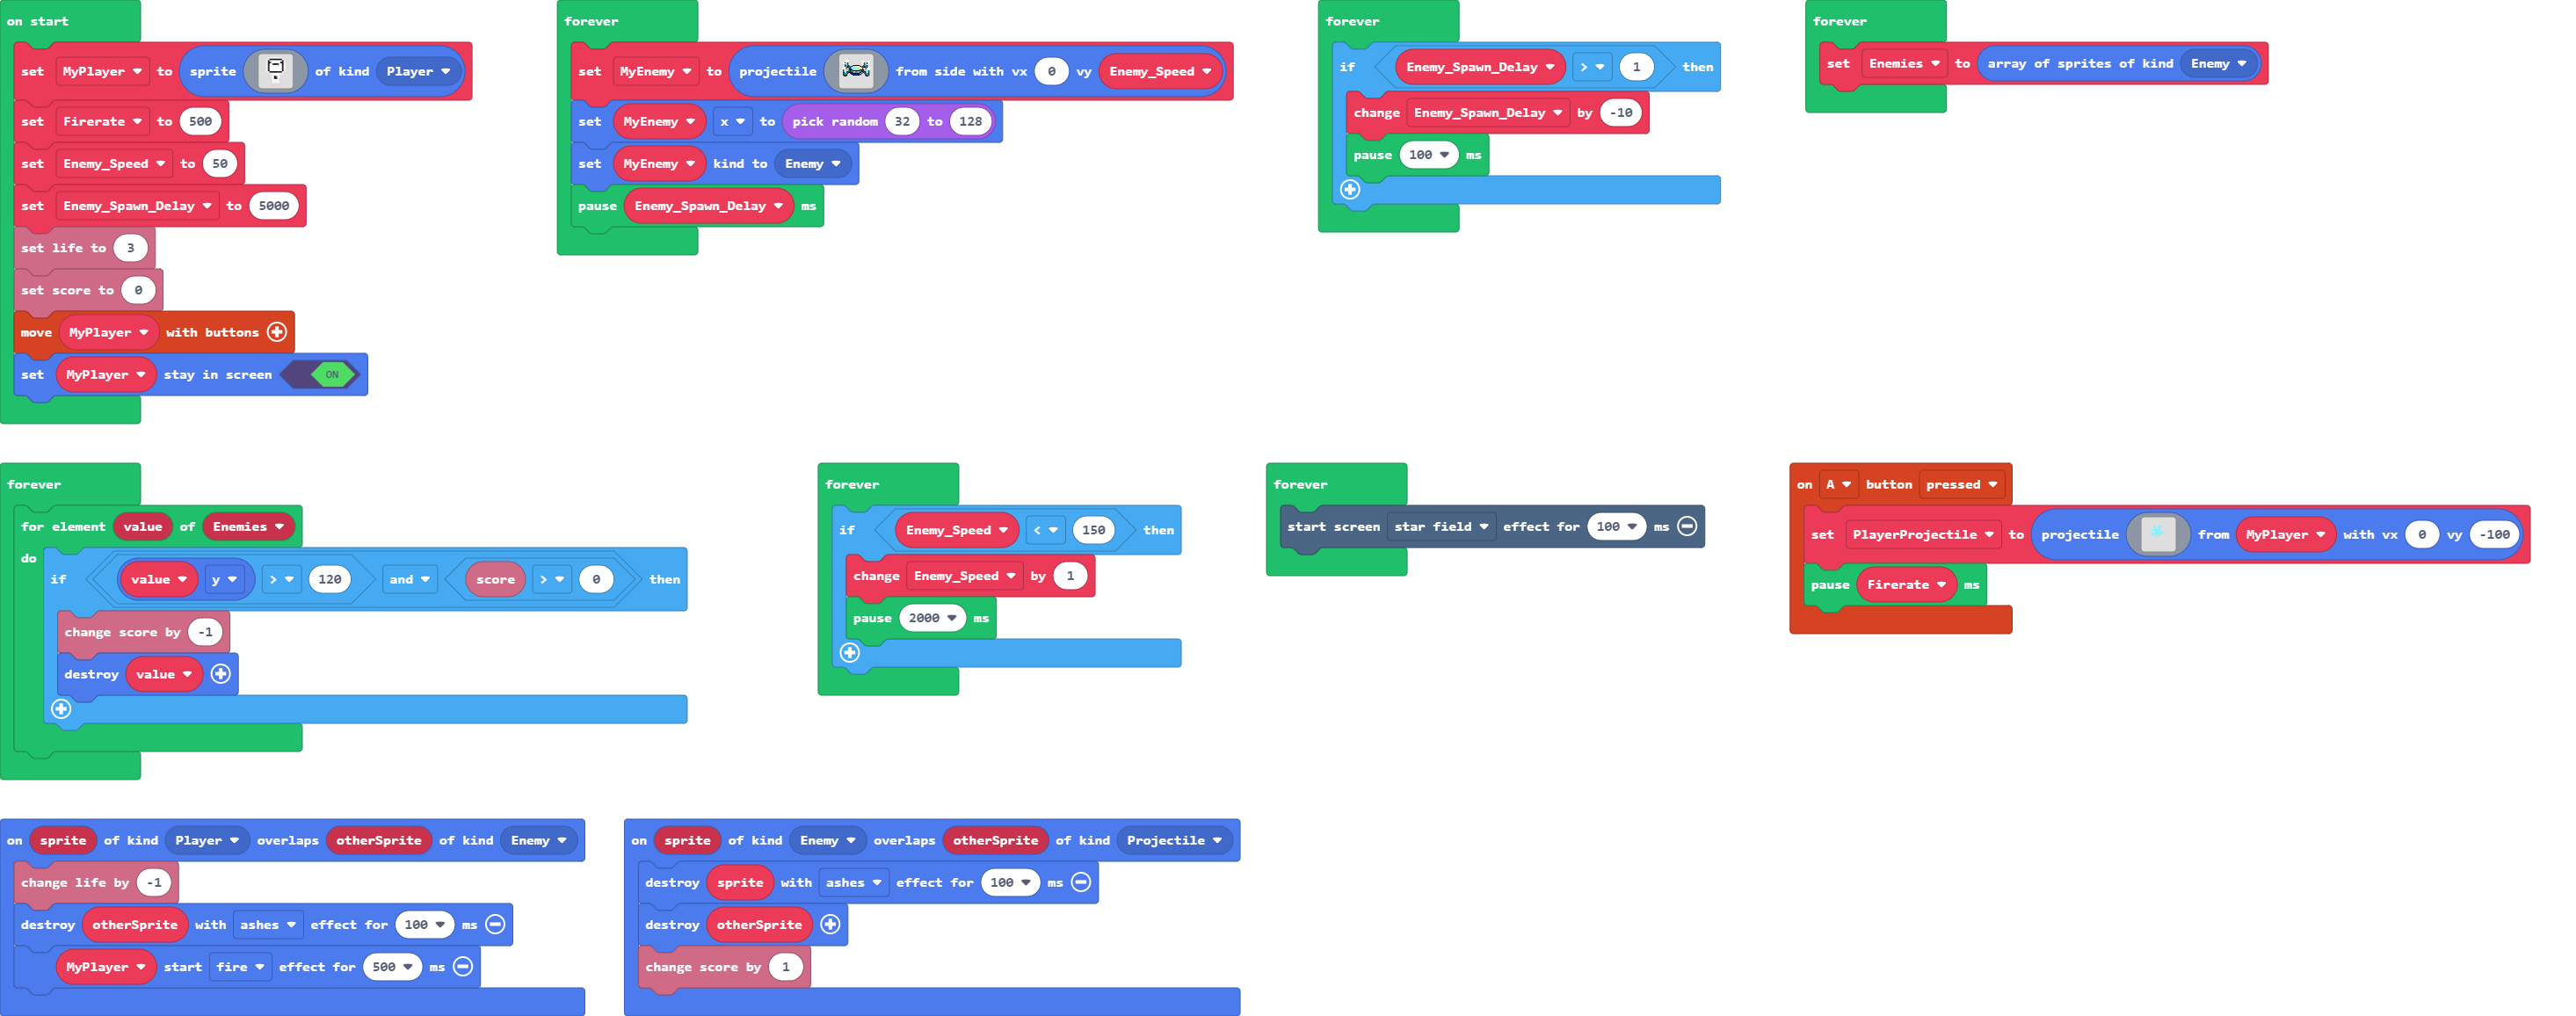 on start
set MyPlayer to sprite of kind Player
set Firerate to 500
set Enemy_Speed to 50
set Enemy_Spawn_Delay to 5000
set life to 3
set score to 0
move MyPlayer with buttons
set MyPlayer stay in screen ON
forever
set MyEnemy to projectile from side with vx 0 vy Enemy_Speed
set MyEnemy x to pick random 32 to 128
set MyEnemy kind to Enemy
pause Enemy_Spawn_Delay ms
forever
if Enemy_Spawn_Delay > 1 then
change Enemy_Spawn_Delay by -10
pause 100 ms
forever
set Enemies to array of sprites of kind Enemy
forever
for element value of Enemies
do
if value y > 120 and score > 0 then
change score by -1
destroy value
forever
if Enemy_Speed < 150 then
change Enemy_Speed by 1
pause 2000 ms
forever
start screen star field effect for 100 ms
on A button pressed
set PlayerProjectile to projectile from MyPlayer with vx 0 vy -100
pause Firerate ms
on sprite of kind Player overlaps otherSprite of kind Enemy
change life by -1
destroy otherSprite with ashes effect for 100 ms
MyPlayer start fire effect for 500 ms
on sprite of kind Enemy overlaps otherSprite of kind Projectile
destroy sprite with ashes effect for 100 ms
destroy otherSprite
change score by 1